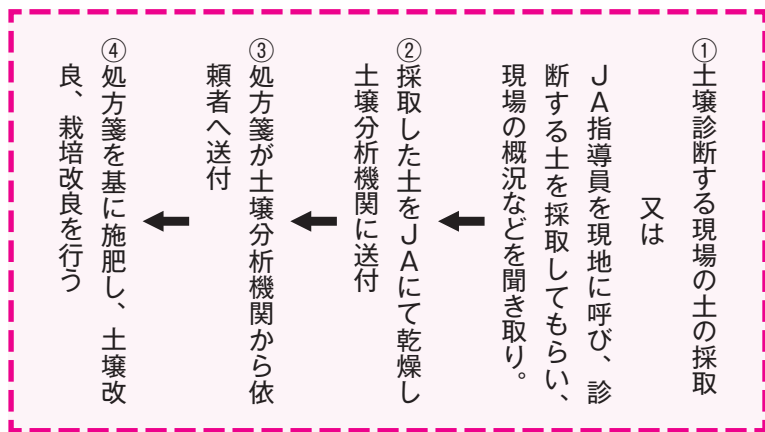 ①土壌診断する現場の土の採取
又は
ＪＡ指導員を現地に呼び、診
断する土を採取してもらい、
現場の概況などを聞き取り。
②採取した土をＪＡにて乾燥し
土壌分析機関に送付
③処方箋が土壌分析機関から依
頼者へ送付
④処方箋を基に施肥し、土壌改
良、栽培改良を行う